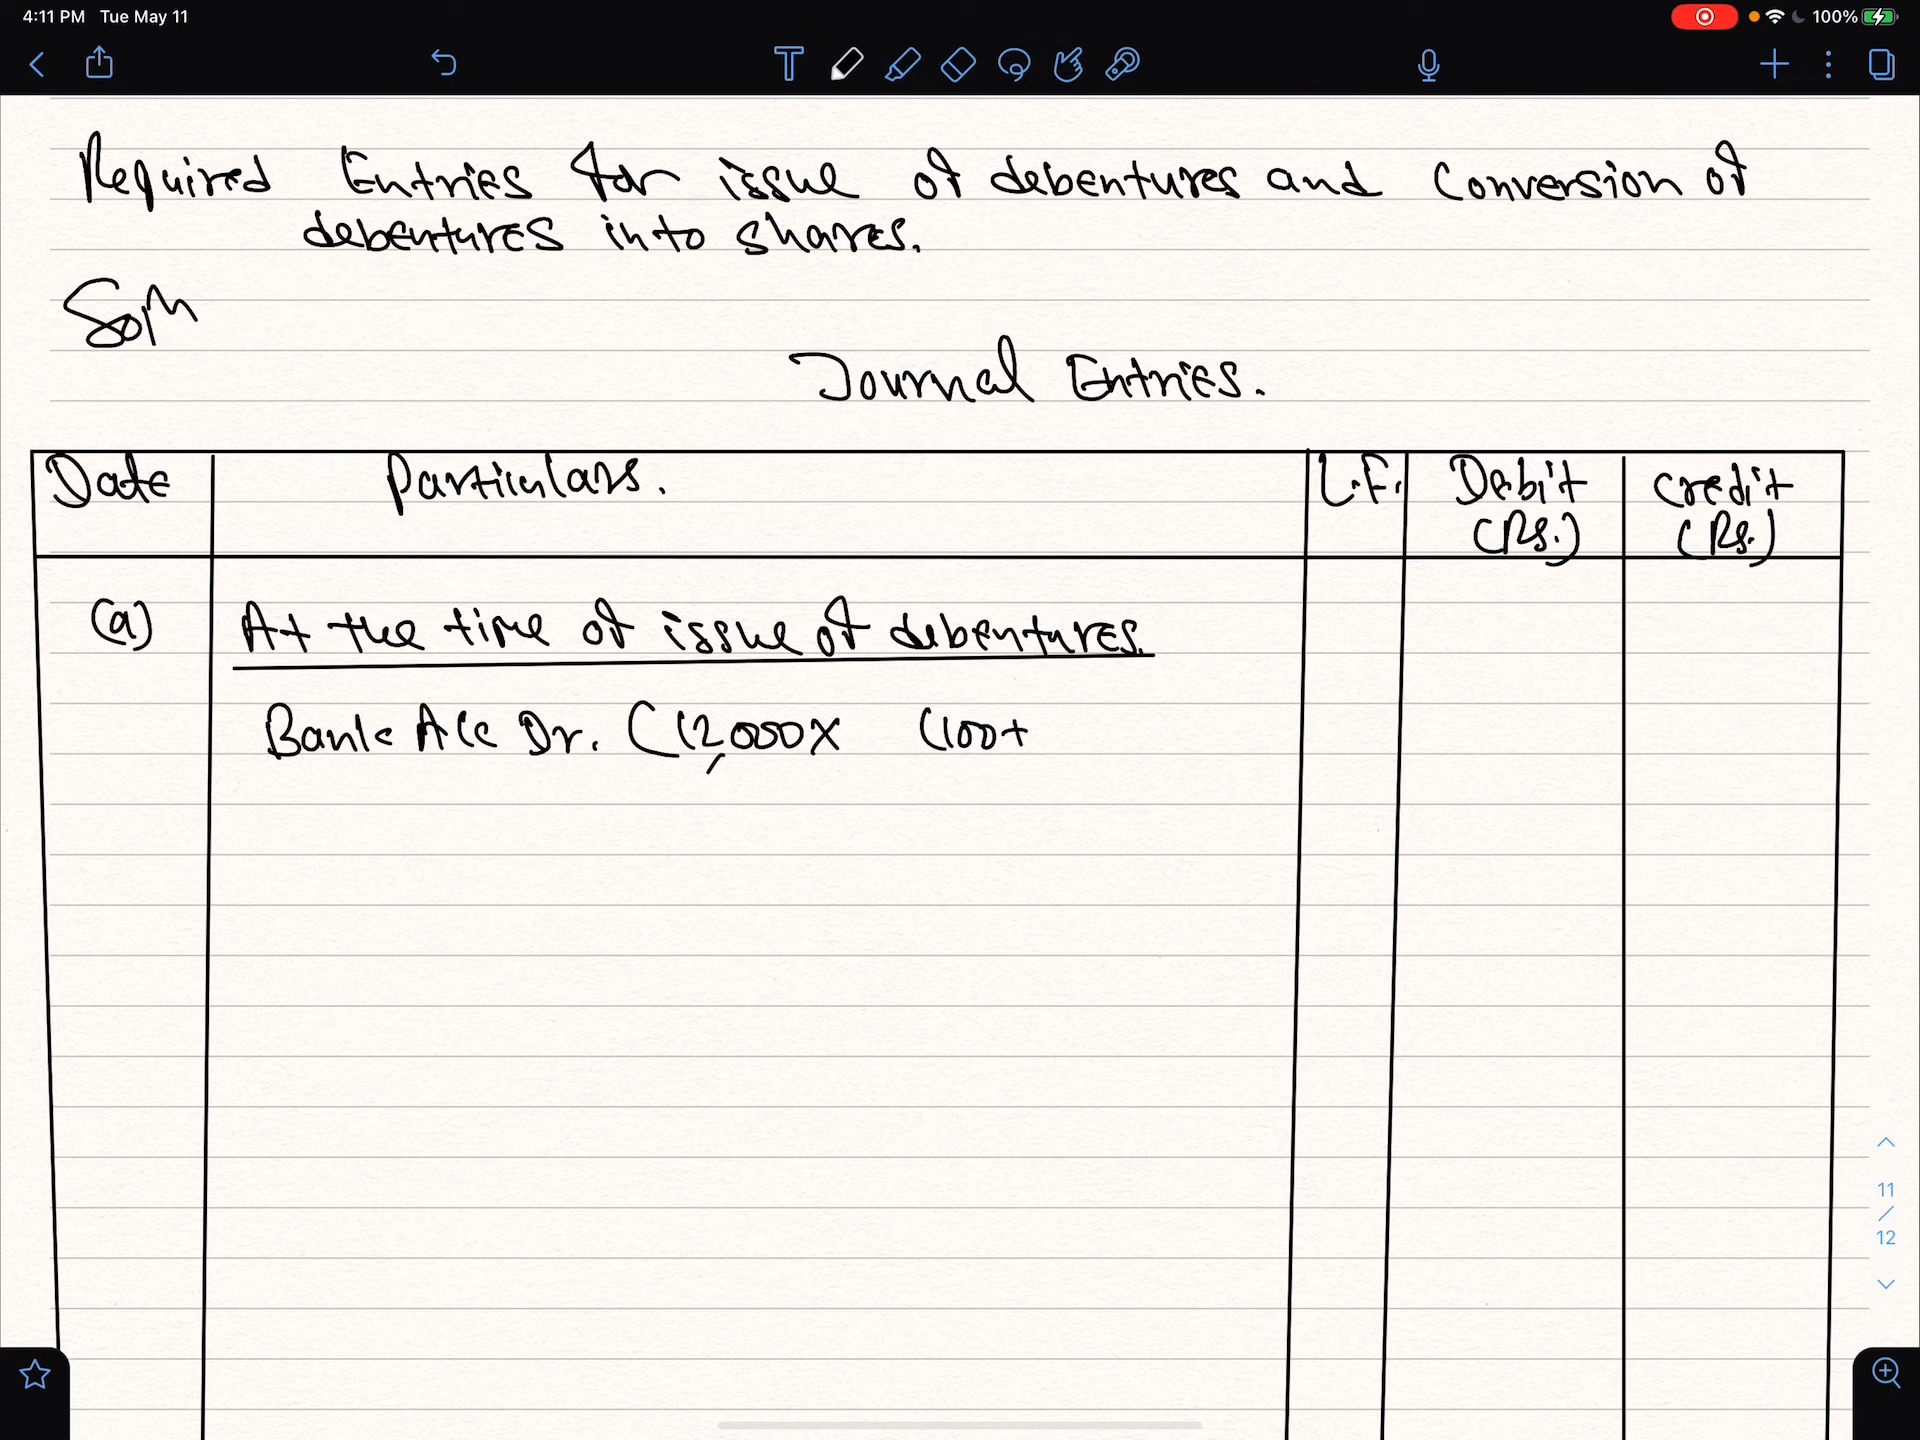 4:11 PM Tue May 11
100%
Required Entries for issue of debentures and conversion of
debentures into shares.
Soln
Journal Entries.
Date Particulars. L.F. Debit (Rs.) credit (Rs.)
(a) At the time of issue of debentures.
Bank A/c Dr. (12,000x (100+
11
/
12